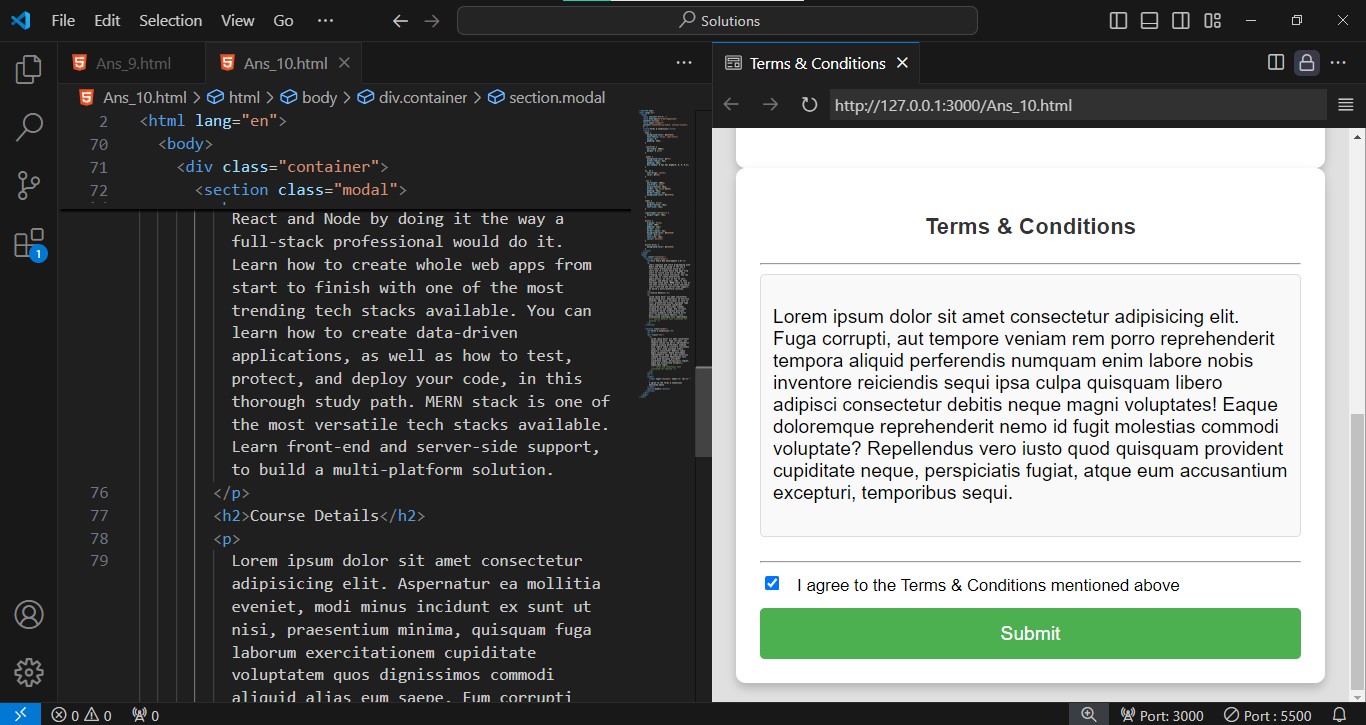 File Edit Selection View Go ··· Solutions
Ans_9.html Ans_10.html ···
Ans_10.html > html > body > div.container > section.modal
2 <html lang="en">
70 <body>
71 <div class="container">
72 <section class="modal">
React and Node by doing it the way a
full-stack professional would do it.
Learn how to create whole web apps from
start to finish with one of the most
trending tech stacks available. You can
learn how to create data-driven
applications, as well as how to test,
protect, and deploy your code, in this
thorough study path. MERN stack is one of
the most versatile tech stacks available.
Learn front-end and server-side support,
to build a multi-platform solution.
76 </p>
77 <h2>Course Details</h2>
78 <p>
79 Lorem ipsum dolor sit amet consectetur
adipisicing elit. Aspernatur ea mollitia
eveniet, modi minus incidunt ex sunt ut
nisi, praesentium minima, quisquam fuga
laborum exercitationem cupiditate
voluptatem quos dignissimos commodi
aliquid alias eum saepe. Eum corrupti
1
Terms & Conditions
http://127.0.0.1:3000/Ans_10.html
Terms & Conditions
Lorem ipsum dolor sit amet consectetur adipisicing elit.
Fuga corrupti, aut tempore veniam rem porro reprehenderit
tempora aliquid perferendis numquam enim labore nobis
inventore reiciendis sequi ipsa culpa quisquam libero
adipisci consectetur debitis neque magni voluptates! Eaque
doloremque reprehenderit nemo id fugit molestias commodi
voluptate? Repellendus vero iusto quod quisquam provident
cupiditate neque, perspiciatis fugiat, atque eum accusantium
excepturi, temporibus sequi.
I agree to the Terms & Conditions mentioned above
Submit
0 0 0 Port: 3000 Port : 5500